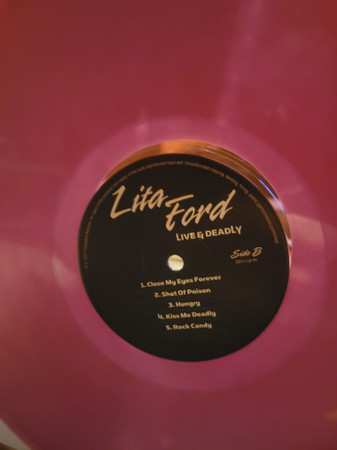 Lita
Ford
LIVE & DEADLY
Side B
1. Close My Eyes Forever
2. Shot Of Poison
3. Hungry
4. Kiss Me Deadly
5. Rock Candy